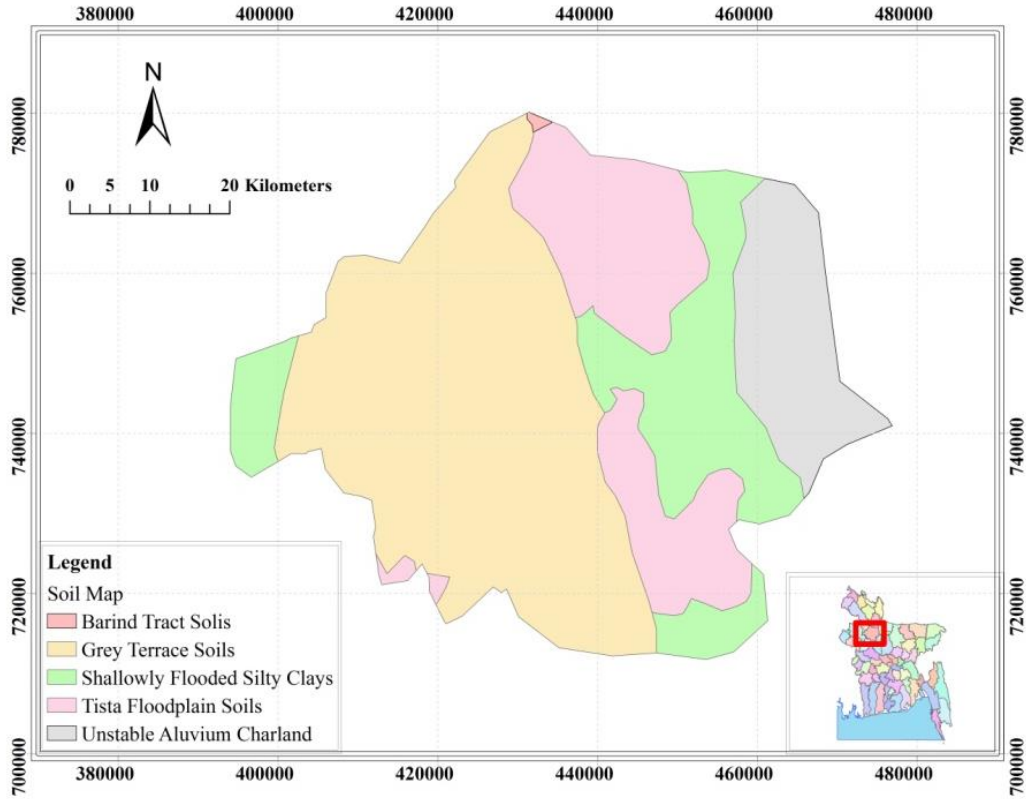 380000 400000 420000 440000 460000 480000
780000 780000
N
0 5 10 20 Kilometers
760000 760000
740000 740000
Legend
Soil Map
720000 720000
Barind Tract Solis
Grey Terrace Soils
Shallowly Flooded Silty Clays
Tista Floodplain Soils
Unstable Aluvium Charland
700000 700000
380000 400000 420000 440000 460000 480000